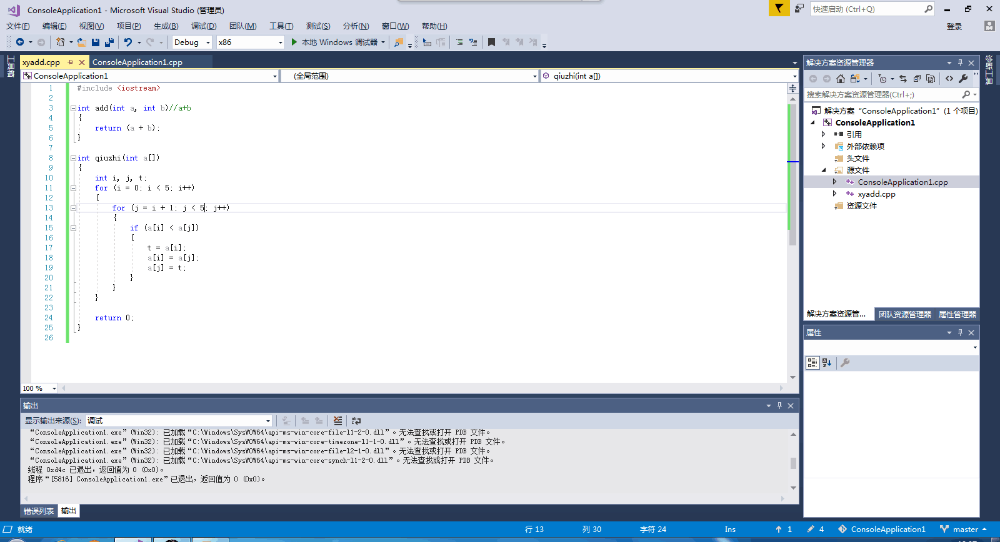 ConsoleApplication1 - Microsoft Visual Studio (管理员)
快速启动 (Ctrl+Q)
文件(F) 编辑(E) 视图(V) 项目(P) 生成(B) 调试(D) 团队(M) 工具(T) 测试(S) 分析(N) 窗口(W) 帮助(H)
登录
Debug x86 本地 Windows 调试器
工具箱
xyadd.cpp ConsoleApplication1.cpp
ConsoleApplication1 (全局范围) qiuzhi(int a[])
1 #include <iostream>
2
3 int add(int a, int b)//a+b
4 {
5 return (a + b);
6 }
7
8 int qiuzhi(int a[])
9 {
10 int i, j, t;
11 for (i = 0; i < 5; i++)
12 {
13 for (j = i + 1; j < 5; j++)
14 {
15 if (a[i] < a[j])
16 {
17 t = a[i];
18 a[i] = a[j];
19 a[j] = t;
20 }
21 }
22 }
23
24 return 0;
25 }
26
100 %
输出
显示输出来源(S): 调试
“ConsoleApplication1.exe” (Win32): 已加载“C:\Windows\SysWOW64\api-ms-win-core-file-l1-2-0.dll”。无法查找或打开 PDB 文件。
“ConsoleApplication1.exe” (Win32): 已加载“C:\Windows\SysWOW64\api-ms-win-core-timezone-l1-1-0.dll”。无法查找或打开 PDB 文件。
“ConsoleApplication1.exe” (Win32): 已加载“C:\Windows\SysWOW64\api-ms-win-core-file-l2-1-0.dll”。无法查找或打开 PDB 文件。
“ConsoleApplication1.exe” (Win32): 已加载“C:\Windows\SysWOW64\api-ms-win-core-synch-l1-2-0.dll”。无法查找或打开 PDB 文件。
线程 0xd4c 已退出，返回值为 0 (0x0)。
程序“[5816] ConsoleApplication1.exe”已退出，返回值为 0 (0x0)。
错误列表 输出
解决方案资源管理器
搜索解决方案资源管理器(Ctrl+;)
解决方案“ConsoleApplication1”(1 个项目)
ConsoleApplication1
引用
外部依赖项
头文件
源文件
ConsoleApplication1.cpp
xyadd.cpp
资源文件
解决方案资源管... 团队资源管理器 属性管理器
属性
诊断工具
就绪 行 13 列 30 字符 24 Ins 1 4 ConsoleApplication1 master